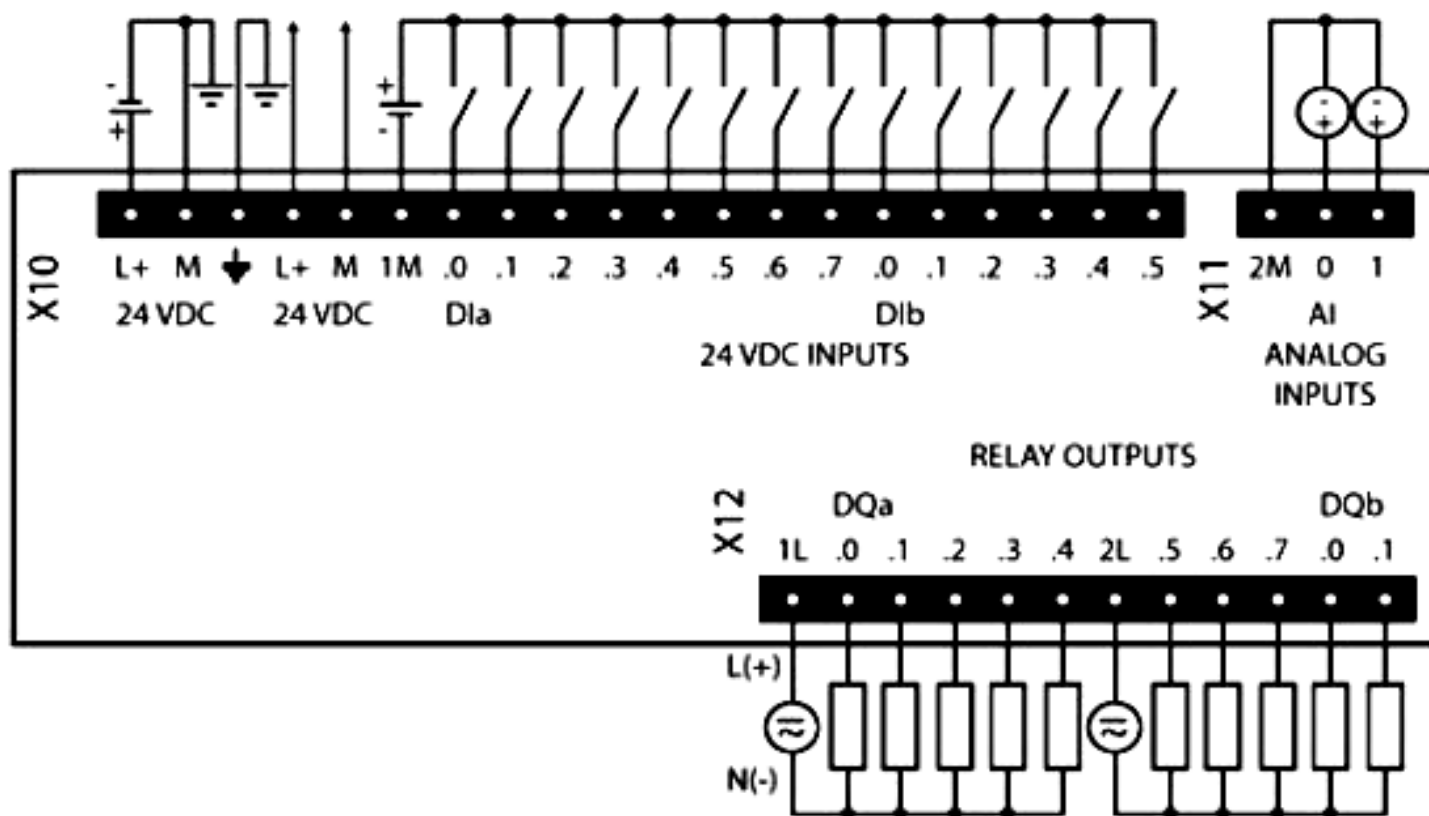 - +
+ -
- + - +
X10
L+ M L+ M 1M .0 .1 .2 .3 .4 .5 .6 .7 .0 .1 .2 .3 .4 .5
24 VDC 24 VDC DIa DIb
24 VDC INPUTS
X11
2M 0 1
AI
ANALOG
INPUTS
RELAY OUTPUTS
X12
DQa DQb
1L .0 .1 .2 .3 .4 2L .5 .6 .7 .0 .1
L(+)
N(-)